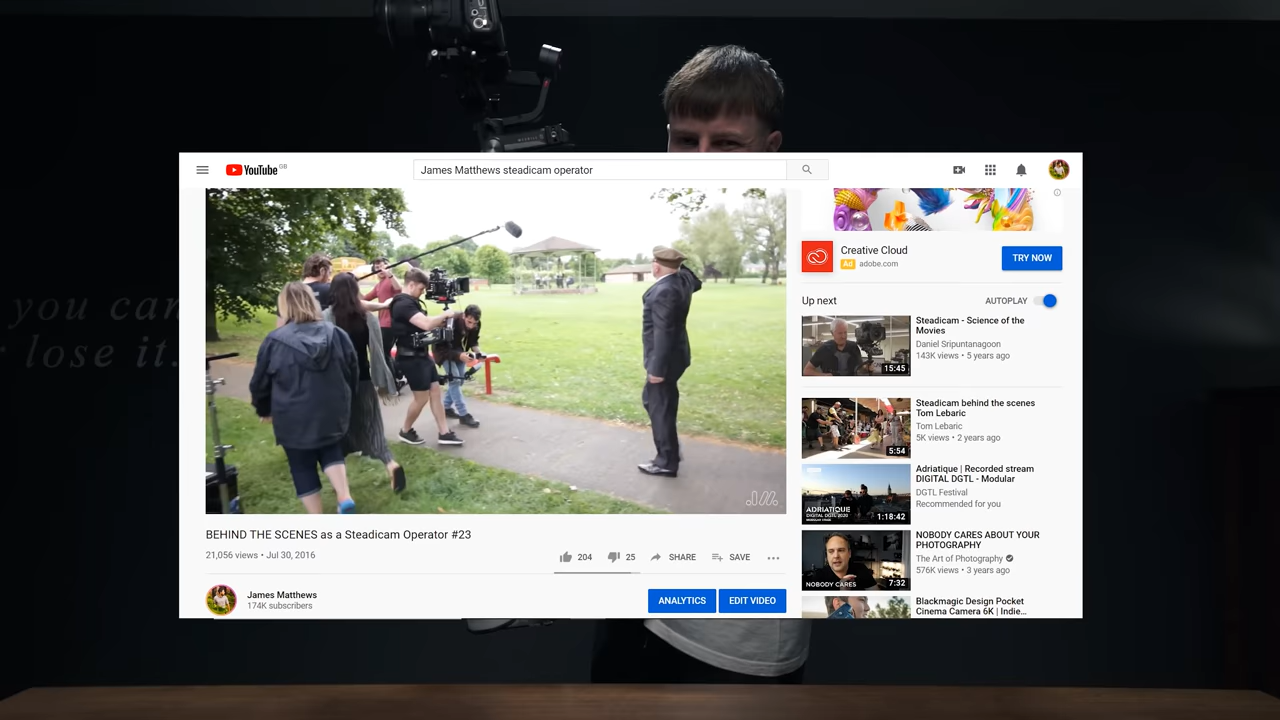 you can
lose it.
YouTube GB
James Matthews steadicam operator
Creative Cloud
Ad adobe.com
TRY NOW
Up next
AUTOPLAY
Steadicam - Science of the
Movies
Daniel Sripuntanagoon
143K views • 5 years ago
15:45
Steadicam behind the scenes
Tom Lebaric
Tom Lebaric
5K views • 2 years ago
5:54
Adriatique | Recorded stream
DIGITAL DGTL - Modular
DGTL Festival
Recommended for you
ADRIATIQUE
DIGITAL DGTL 2020
1:18:42
NOBODY CARES ABOUT YOUR
PHOTOGRAPHY
The Art of Photography
576K views • 3 years ago
NOBODY CARES
7:32
Blackmagic Design Pocket
Cinema Camera 6K | Indie...
BEHIND THE SCENES as a Steadicam Operator #23
21,056 views • Jul 30, 2016
204
25
SHARE
SAVE
James Matthews
174K subscribers
ANALYTICS
EDIT VIDEO